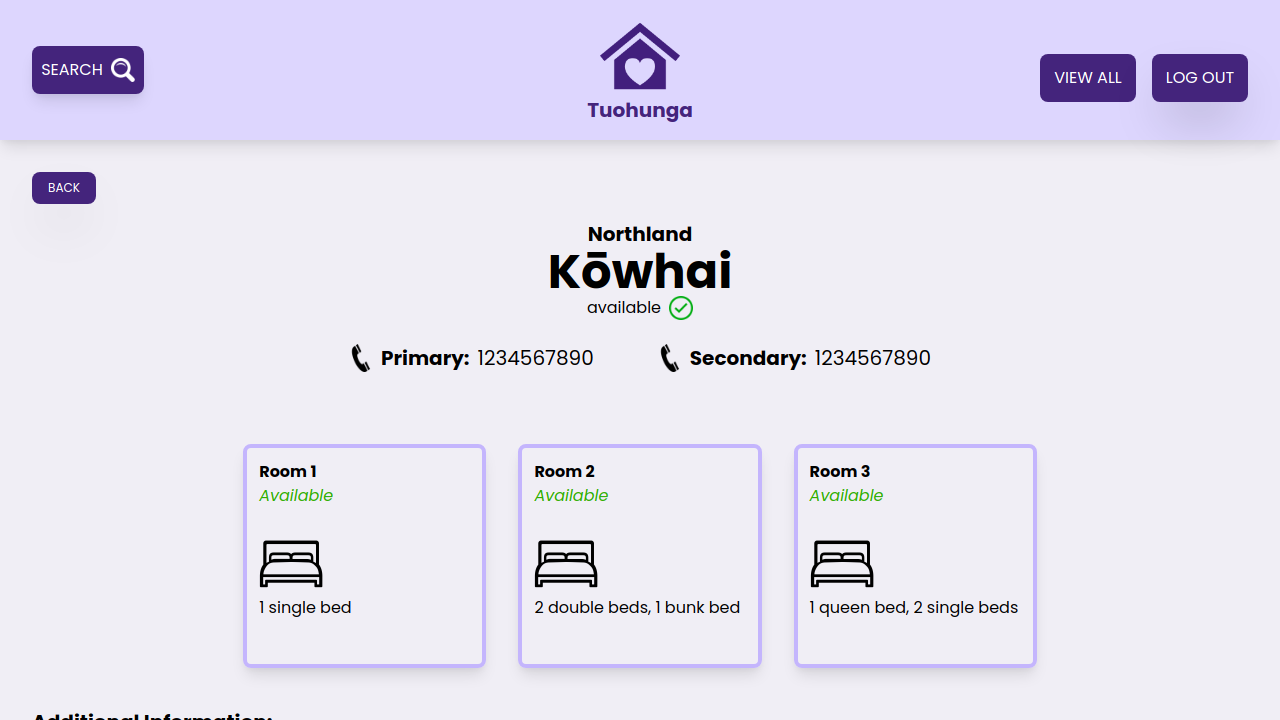 SEARCH
Tuohunga
VIEW ALL
LOG OUT
BACK
Northland
Kōwhai
available
Primary: 1234567890
Secondary: 1234567890
Room 1
Available
1 single bed
Room 2
Available
2 double beds, 1 bunk bed
Room 3
Available
1 queen bed, 2 single beds
Additional Information: